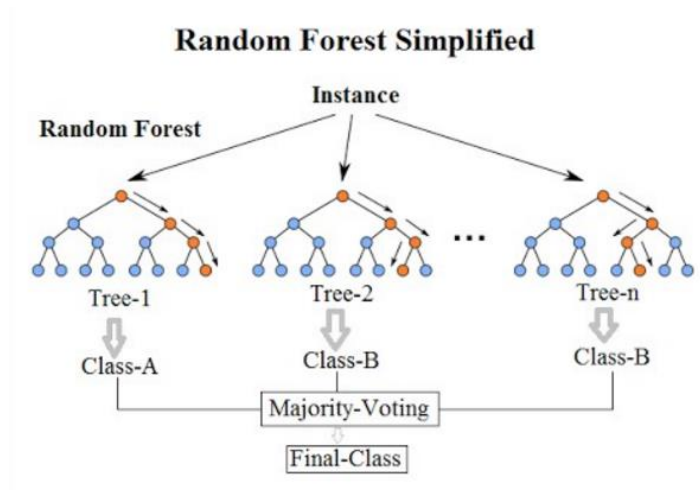 Random Forest Simplified
Instance
Random Forest
...
Tree-1
Tree-2
Tree-n
Class-A
Class-B
Class-B
Majority-Voting
Final-Class